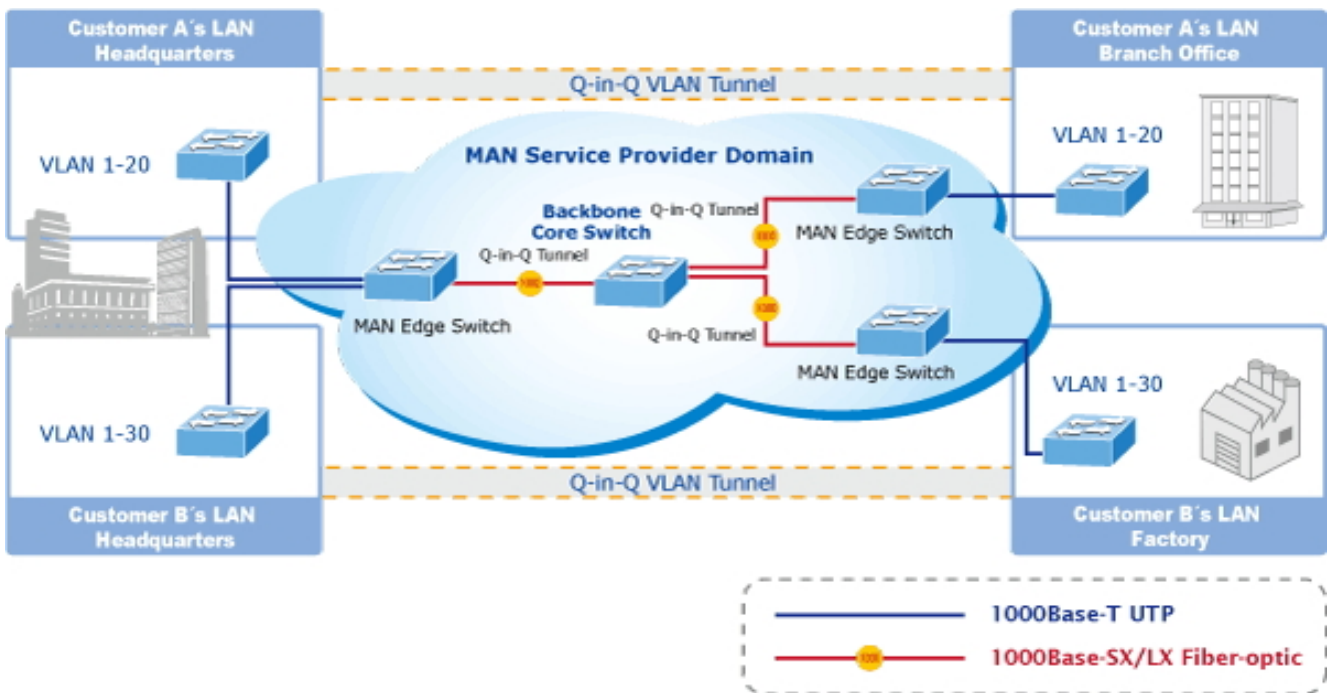 Customer A´s LAN
Headquarters
Customer A´s LAN
Branch Office
Q-in-Q VLAN Tunnel
VLAN 1-20
VLAN 1-20
MAN Service Provider Domain
Q-in-Q Tunnel
Backbone
Core Switch
MAN Edge Switch
Q-in-Q Tunnel
MAN Edge Switch
Q-in-Q Tunnel
MAN Edge Switch
VLAN 1-30
VLAN 1-30
Q-in-Q VLAN Tunnel
Customer B´s LAN
Headquarters
Customer B´s LAN
Factory
1000Base-T UTP
1000Base-SX/LX Fiber-optic